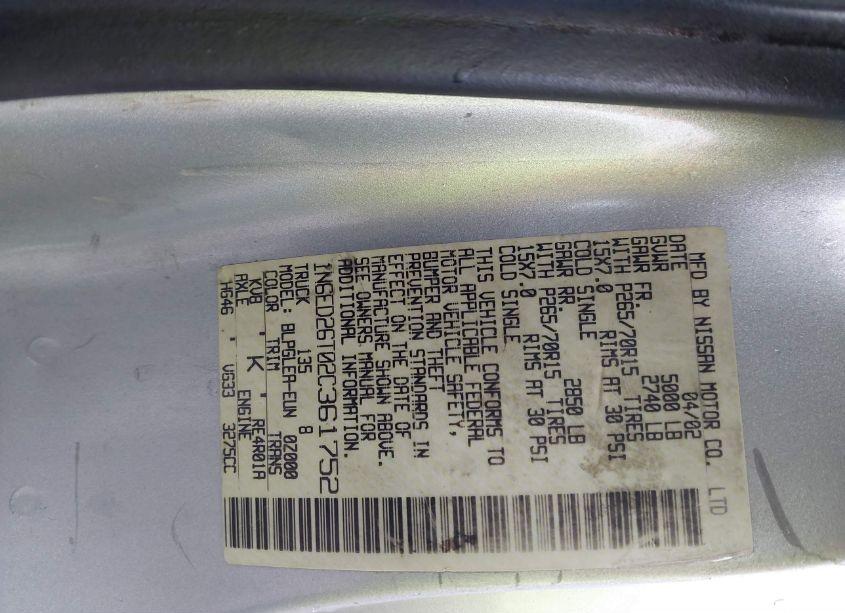 MFD BY NISSAN MOTOR CO. LTD
DATE 04/02
GVWR 5000 LB
GAWR FR. 2740 LB
WITH P265/70R15 TIRES
15X7.0 RIMS AT 30 PSI
COLD SINGLE
GAWR RR. 2850 LB
WITH P265/70R15 TIRES
15X7.0 RIMS AT 30 PSI
COLD SINGLE
THIS VEHICLE CONFORMS TO
ALL APPLICABLE FEDERAL
MOTOR VEHICLE SAFETY,
BUMPER AND THEFT
PREVENTION STANDARDS IN
EFFECT ON THE DATE OF
MANUFACTURE SHOWN ABOVE.
SEE OWNERS MANUAL FOR
ADDITIONAL INFORMATION.
1N6ED26T02C361752
TRUCK 135 8
MODEL: BLPGLEA-EUN 02000
COLOR TRIM TRANS
KV8 K RE4R01A
AXLE ENGINE
HG46 VG33 3275CC